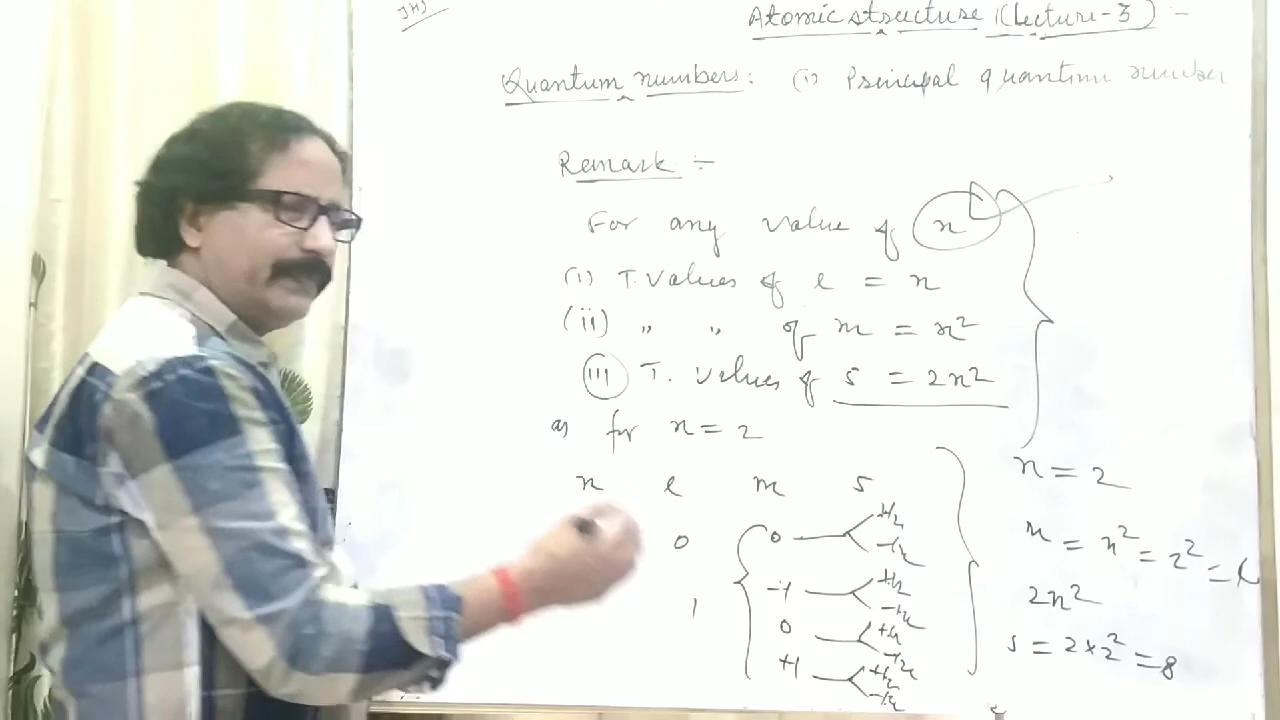 Atomic structure (Lecture-3)
Quantum numbers: (i) Principal quantum number
Remark :-
For any value of n
(i) T. values of l = n
(ii) " " of m = n²
(iii) T. values of s = 2n²
as for n = 2
n l m s
0 0 +1/2
-1/2
1 -1 +1/2
-1/2
0 +1/2
-1/2
+1 +1/2
-1/2
n = 2
m = n² = 2² = 4
2n²
s = 2×2² = 8